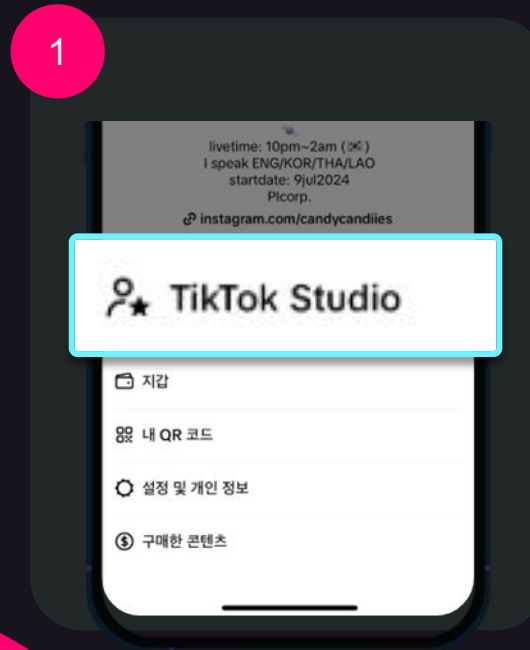 1
livetime: 10pm~2am (🇰🇷)
I speak ENG/KOR/THA/LAO
startdate: 9jul2024
Plcorp.
instagram.com/candycandiies
TikTok Studio
지갑
내 QR 코드
설정 및 개인 정보
구매한 콘텐츠